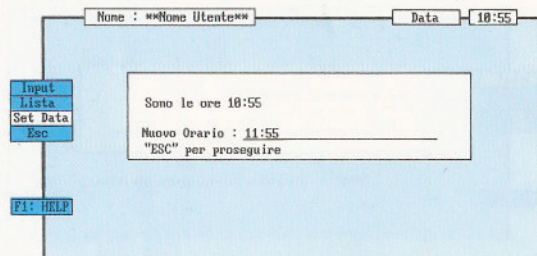 Nome : **Nome Utente**
Data
10:55
Input
Lista
Set Data
Esc
Sono le ore 10:55
Nuovo Orario : 11:55
"ESC" per proseguire
F1: HELP